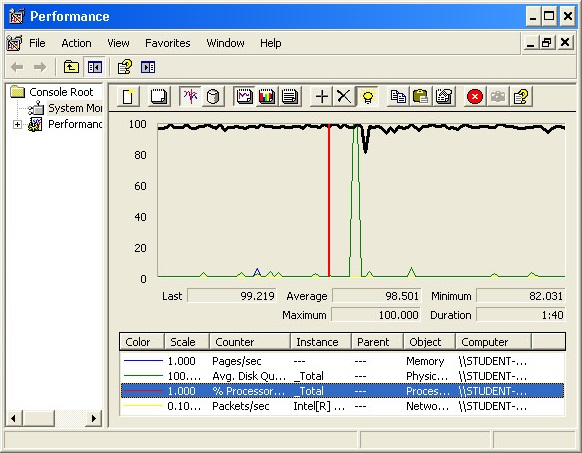 Performance
File Action View Favorites Window Help
Console Root
System Mor
Performanc
100
80
60
40
20
0
Last 99.219 Average 98.501 Minimum 82.031
Maximum 100.000 Duration 1:40
Color Scale Counter Instance Parent Object Computer
1.000 Pages/sec --- --- Memory \\STUDENT-...
100.... Avg. Disk Qu... _Total --- Physic... \\STUDENT-...
1.000 % Processor... _Total --- Proces... \\STUDENT-...
0.10... Packets/sec Intel[R] ... --- Netwo... \\STUDENT-...